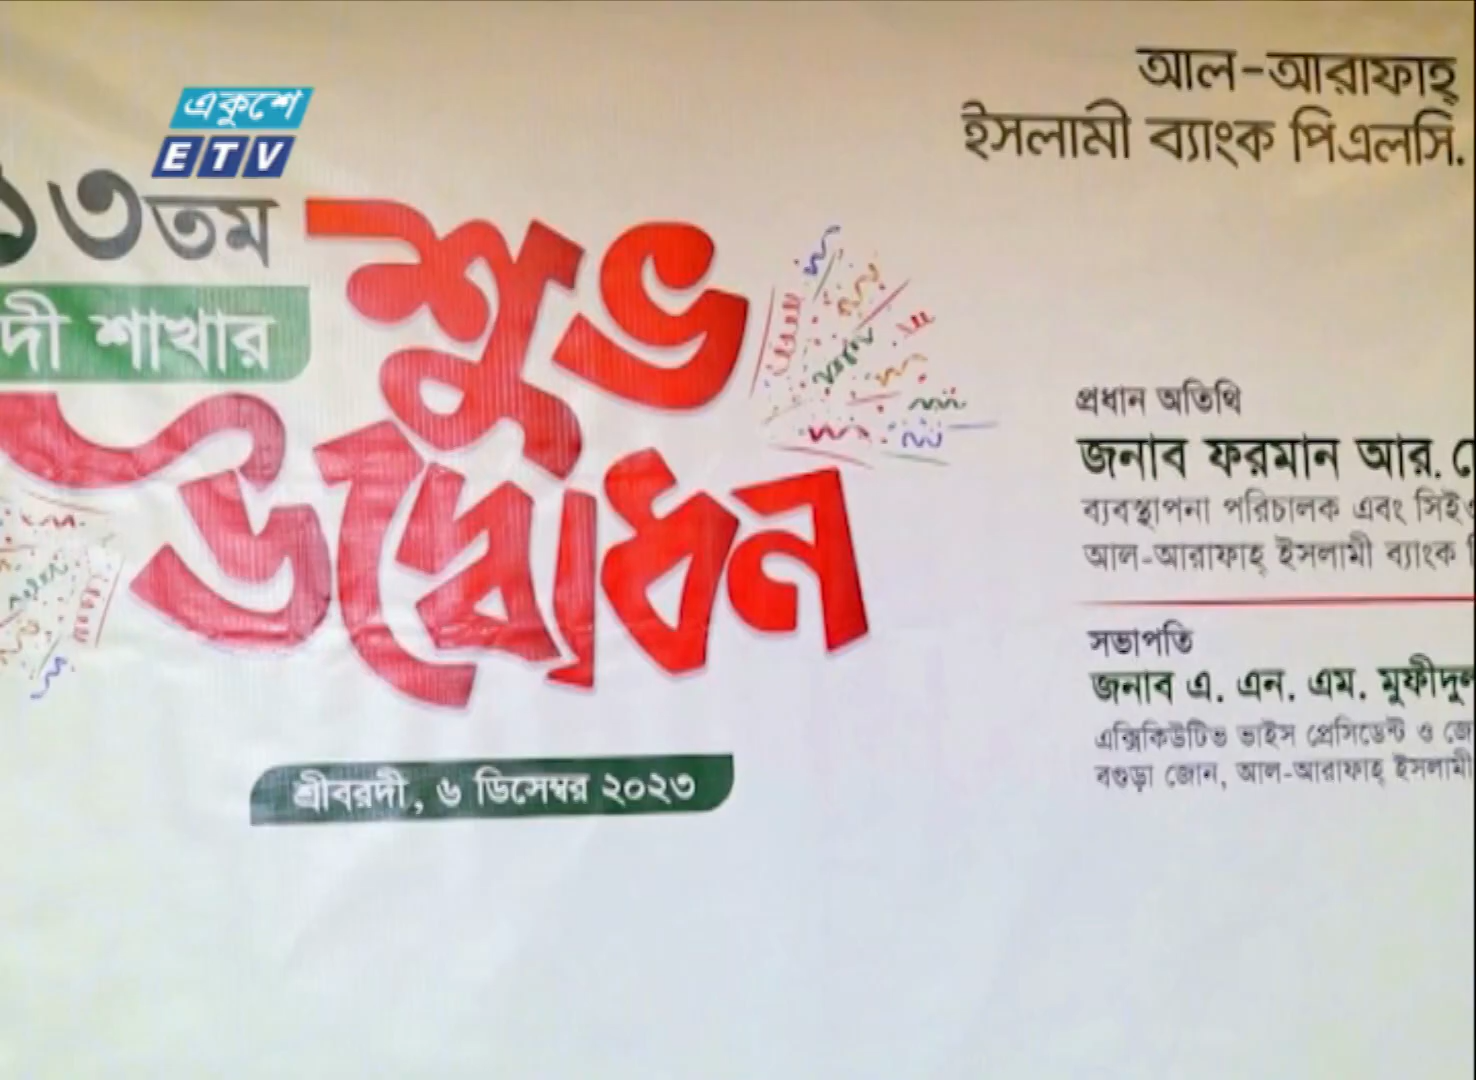 একুশে
ETV
আল-আরাফাহ্
ইসলামী ব্যাংক পিএলসি.
১৩তম
দী শাখার
শুভ
উদ্বোধন
শ্রীবরদী, ৬ ডিসেম্বর ২০২৩
প্রধান অতিথি
জনাব ফরমান আর.
ব্যবস্থাপনা পরিচালক এবং সিইও
আল-আরাফাহ্ ইসলামী ব্যাংক
সভাপতি
জনাব এ. এন. এম. মুফীদুল
এক্সিকিউটিভ ভাইস প্রেসিডেন্ট ও জো
বগুড়া জোন, আল-আরাফাহ্ ইসলামী